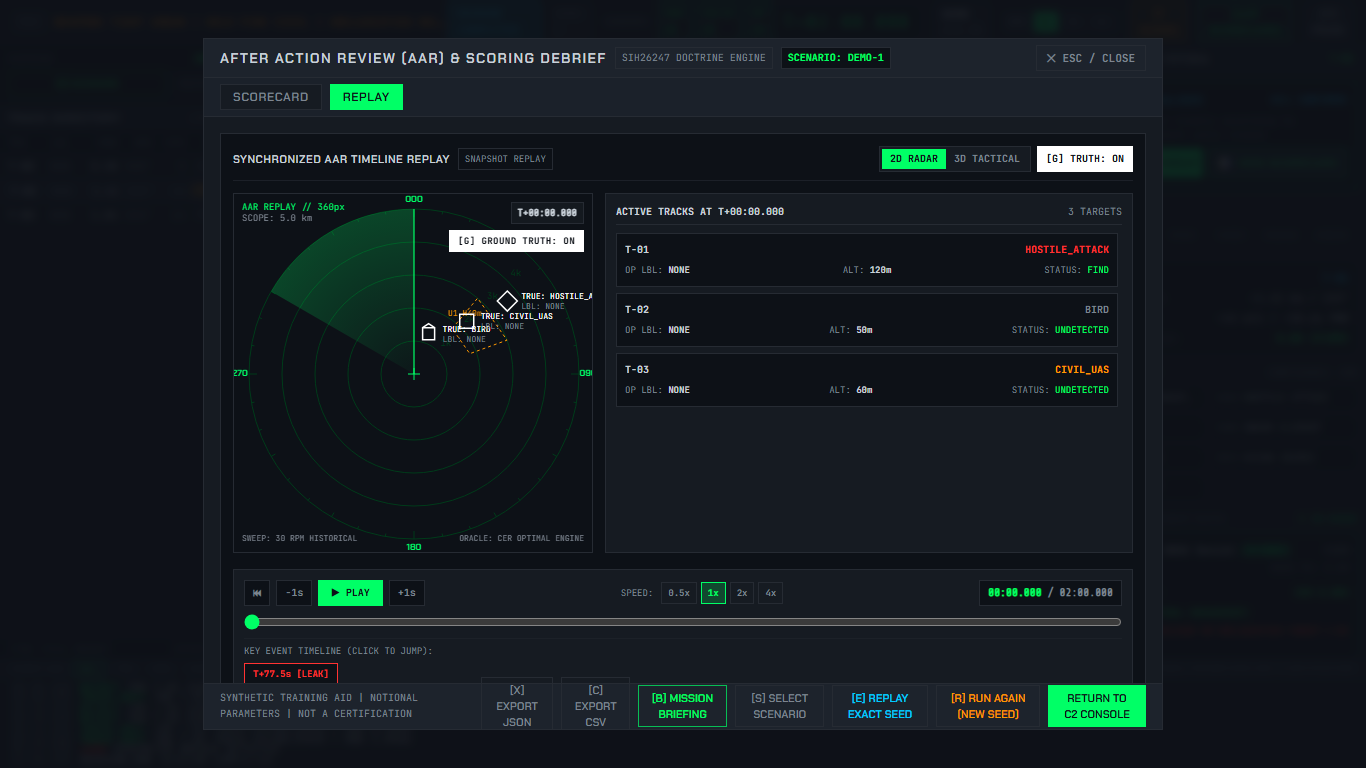 AFTER ACTION REVIEW (AAR) & SCORING DEBRIEF
SIH26247 DOCTRINE ENGINE
SCENARIO: DEMO-1
ESC / CLOSE
SCORECARD
REPLAY
SYNCHRONIZED AAR TIMELINE REPLAY
SNAPSHOT REPLAY
2D RADAR
3D TACTICAL
[G] TRUTH: ON
AAR REPLAY // 360px
SCOPE: 5.0 km
000
T+00:00.000
[G] GROUND TRUTH: ON
TRUE: HOSTILE_A
LBL: NONE
TRUE: CIVIL_UAS
LBL: NONE
TRUE: BIRD
LBL: NONE
270
090
180
SWEEP: 30 RPM HISTORICAL
ORACLE: CER OPTIMAL ENGINE
ACTIVE TRACKS AT T+00:00.000
3 TARGETS
T-01
HOSTILE_ATTACK
OP LBL: NONE
ALT: 120m
STATUS: FIND
T-02
BIRD
OP LBL: NONE
ALT: 50m
STATUS: UNDETECTED
T-03
CIVIL_UAS
OP LBL: NONE
ALT: 60m
STATUS: UNDETECTED
-1s
PLAY
+1s
SPEED:
0.5x
1x
2x
4x
00:00.000 / 02:00.000
KEY EVENT TIMELINE (CLICK TO JUMP):
T+77.5s [LEAK]
SYNTHETIC TRAINING AID | NOTIONAL
PARAMETERS | NOT A CERTIFICATION
[X]
EXPORT
JSON
[C]
EXPORT
CSV
[B] MISSION
BRIEFING
[S] SELECT
SCENARIO
[E] REPLAY
EXACT SEED
[R] RUN AGAIN
(NEW SEED)
RETURN TO
C2 CONSOLE